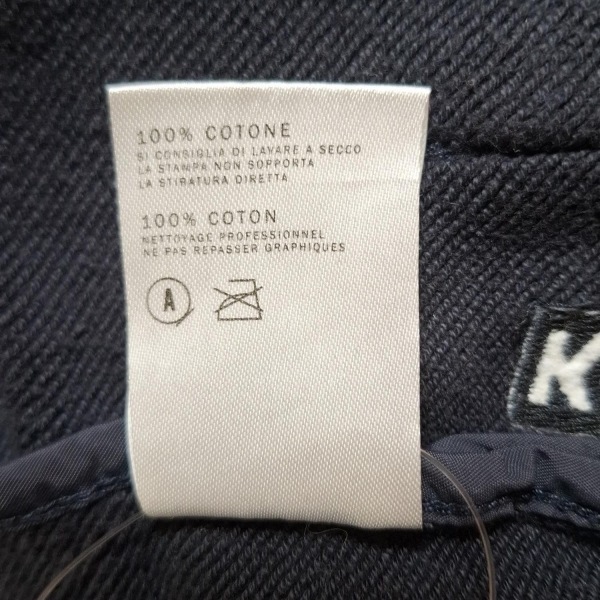 100% COTONE
SI CONSIGLIA DI LAVARE A SECCO
LA STAMPA NON SOPPORTA
LA STIRATURA DIRETTA
100% COTON
NETTOYAGE PROFESSIONNEL
NE PAS REPASSER GRAPHIQUES
A
K